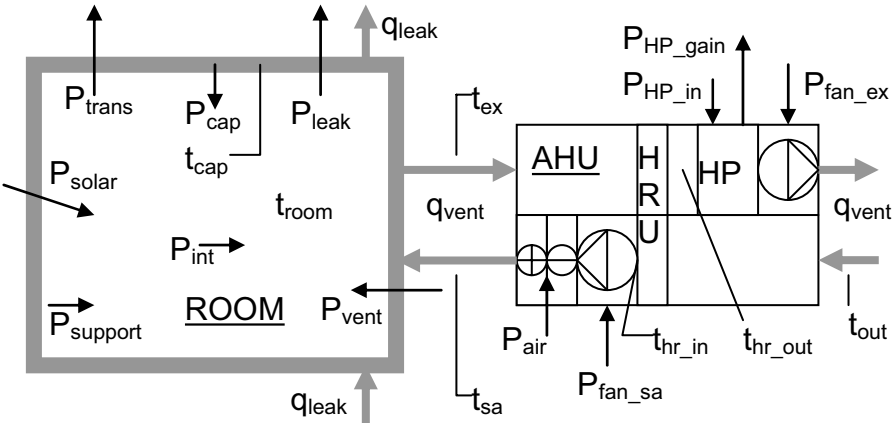 q_leak
P_HP_gain
P_HP_in
P_fan_ex
P_trans
P_cap
P_leak
t_ex
t_cap
AHU
HRU
HP
P_solar
t_room
q_vent
q_vent
P_int
P_support
ROOM
P_vent
P_air
t_hr_in
t_hr_out
t_out
P_fan_sa
q_leak
t_sa